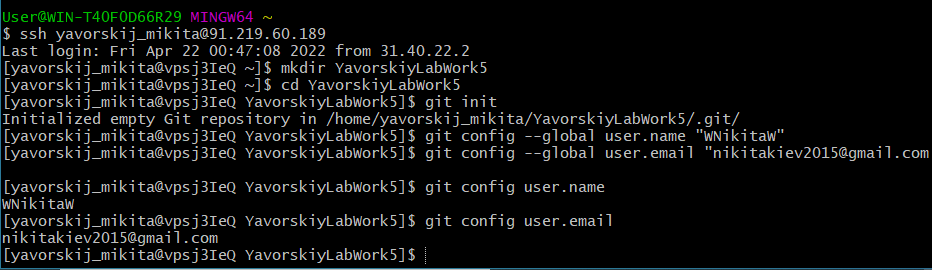 User@WIN-T4OFOD66R29 MINGW64 ~
$ ssh yavorskij_mikita@91.219.60.189
Last login: Fri Apr 22 00:47:08 2022 from 31.40.22.2
[yavorskij_mikita@vpsj3IeQ ~]$ mkdir YavorskiyLabWork5
[yavorskij_mikita@vpsj3IeQ ~]$ cd YavorskiyLabWork5
[yavorskij_mikita@vpsj3IeQ YavorskiyLabWork5]$ git init
Initialized empty Git repository in /home/yavorskij_mikita/YavorskiyLabWork5/.git/
[yavorskij_mikita@vpsj3IeQ YavorskiyLabWork5]$ git config --global user.name "WNikitaW"
[yavorskij_mikita@vpsj3IeQ YavorskiyLabWork5]$ git config --global user.email "nikitakiev2015@gmail.com
[yavorskij_mikita@vpsj3IeQ YavorskiyLabWork5]$ git config user.name
WNikitaW
[yavorskij_mikita@vpsj3IeQ YavorskiyLabWork5]$ git config user.email
nikitakiev2015@gmail.com
[yavorskij_mikita@vpsj3IeQ YavorskiyLabWork5]$